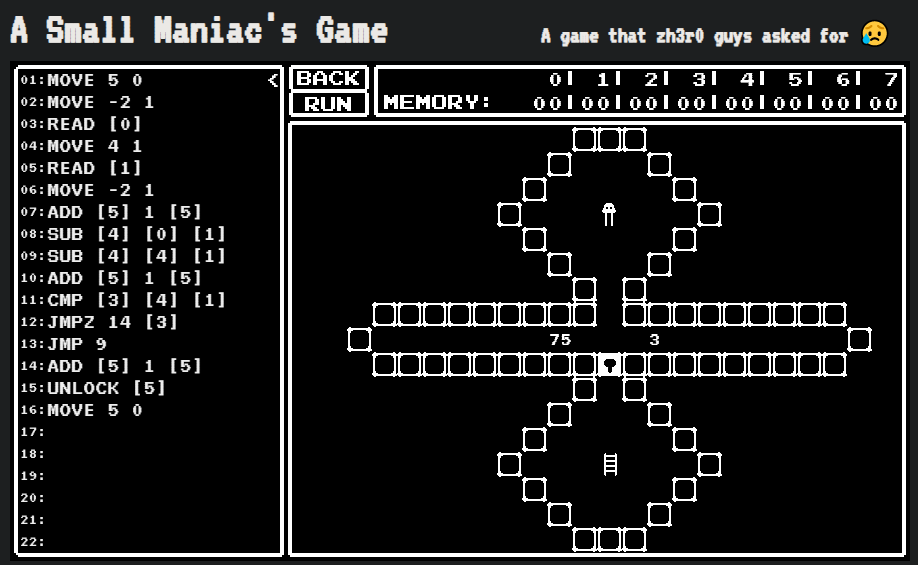 A Small Maniac's Game
A game that zh3r0 guys asked for 😥
01:MOVE 5 0 <
02:MOVE -2 1
03:READ [0]
04:MOVE 4 1
05:READ [1]
06:MOVE -2 1
07:ADD [5] 1 [5]
08:SUB [4] [0] [1]
09:SUB [4] [4] [1]
10:ADD [5] 1 [5]
11:CMP [3] [4] [1]
12:JMPZ 14 [3]
13:JMP 9
14:ADD [5] 1 [5]
15:UNLOCK [5]
16:MOVE 5 0
17:
18:
19:
20:
21:
22:
BACK
RUN
0| 1| 2| 3| 4| 5| 6| 7
MEMORY: 00|00|00|00|00|00|00|00
75 3